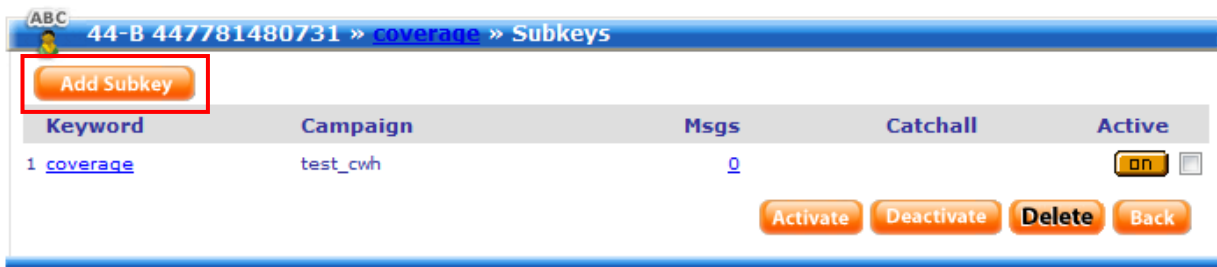 ABC
44-B 447781480731 » coverage » Subkeys
Add Subkey
Keyword Campaign Msgs Catchall Active
1 coverage test_cwh 0 on
Activate Deactivate Delete Back